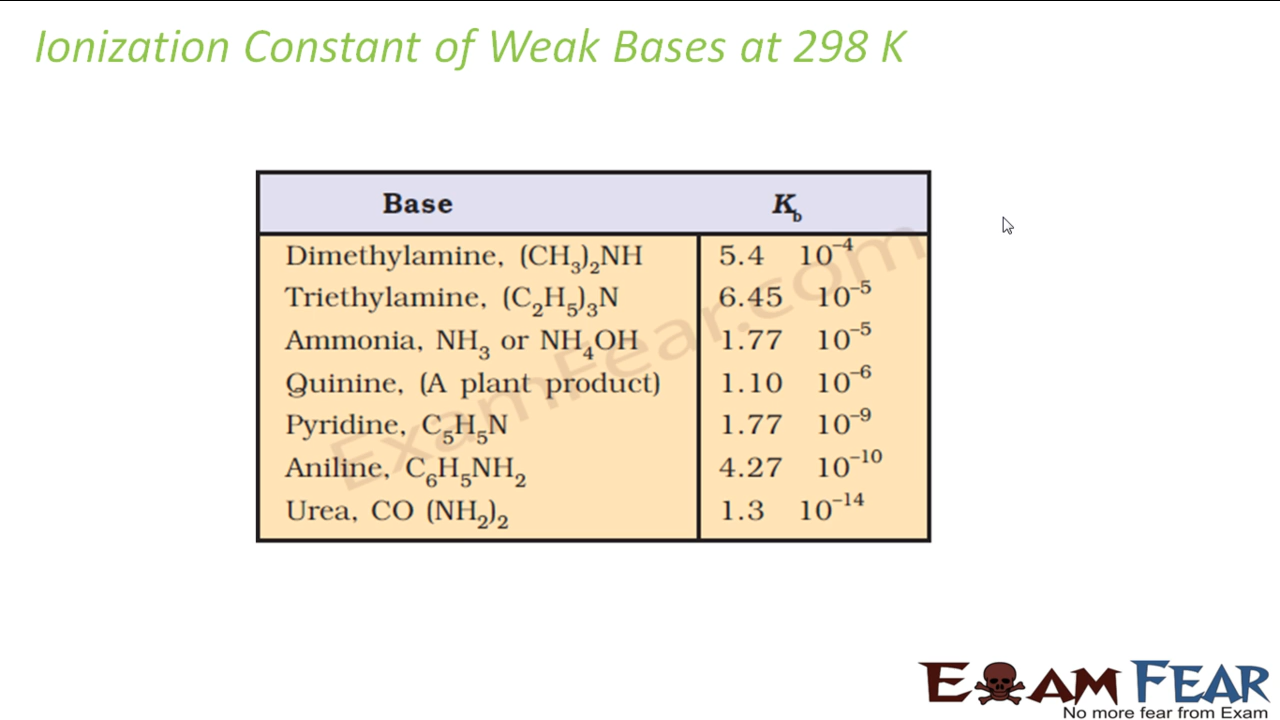 Ionization Constant of Weak Bases at 298 K
Base K_b
Dimethylamine, (CH₃)₂NH 5.4 10⁻⁴
Triethylamine, (C₂H₅)₃N 6.45 10⁻⁵
Ammonia, NH₃ or NH₄OH 1.77 10⁻⁵
Quinine, (A plant product) 1.10 10⁻⁶
Pyridine, C₅H₅N 1.77 10⁻⁹
Aniline, C₆H₅NH₂ 4.27 10⁻¹⁰
Urea, CO (NH₂)₂ 1.3 10⁻¹⁴
ExamFear.com
EXAM FEAR
No more fear from Exam